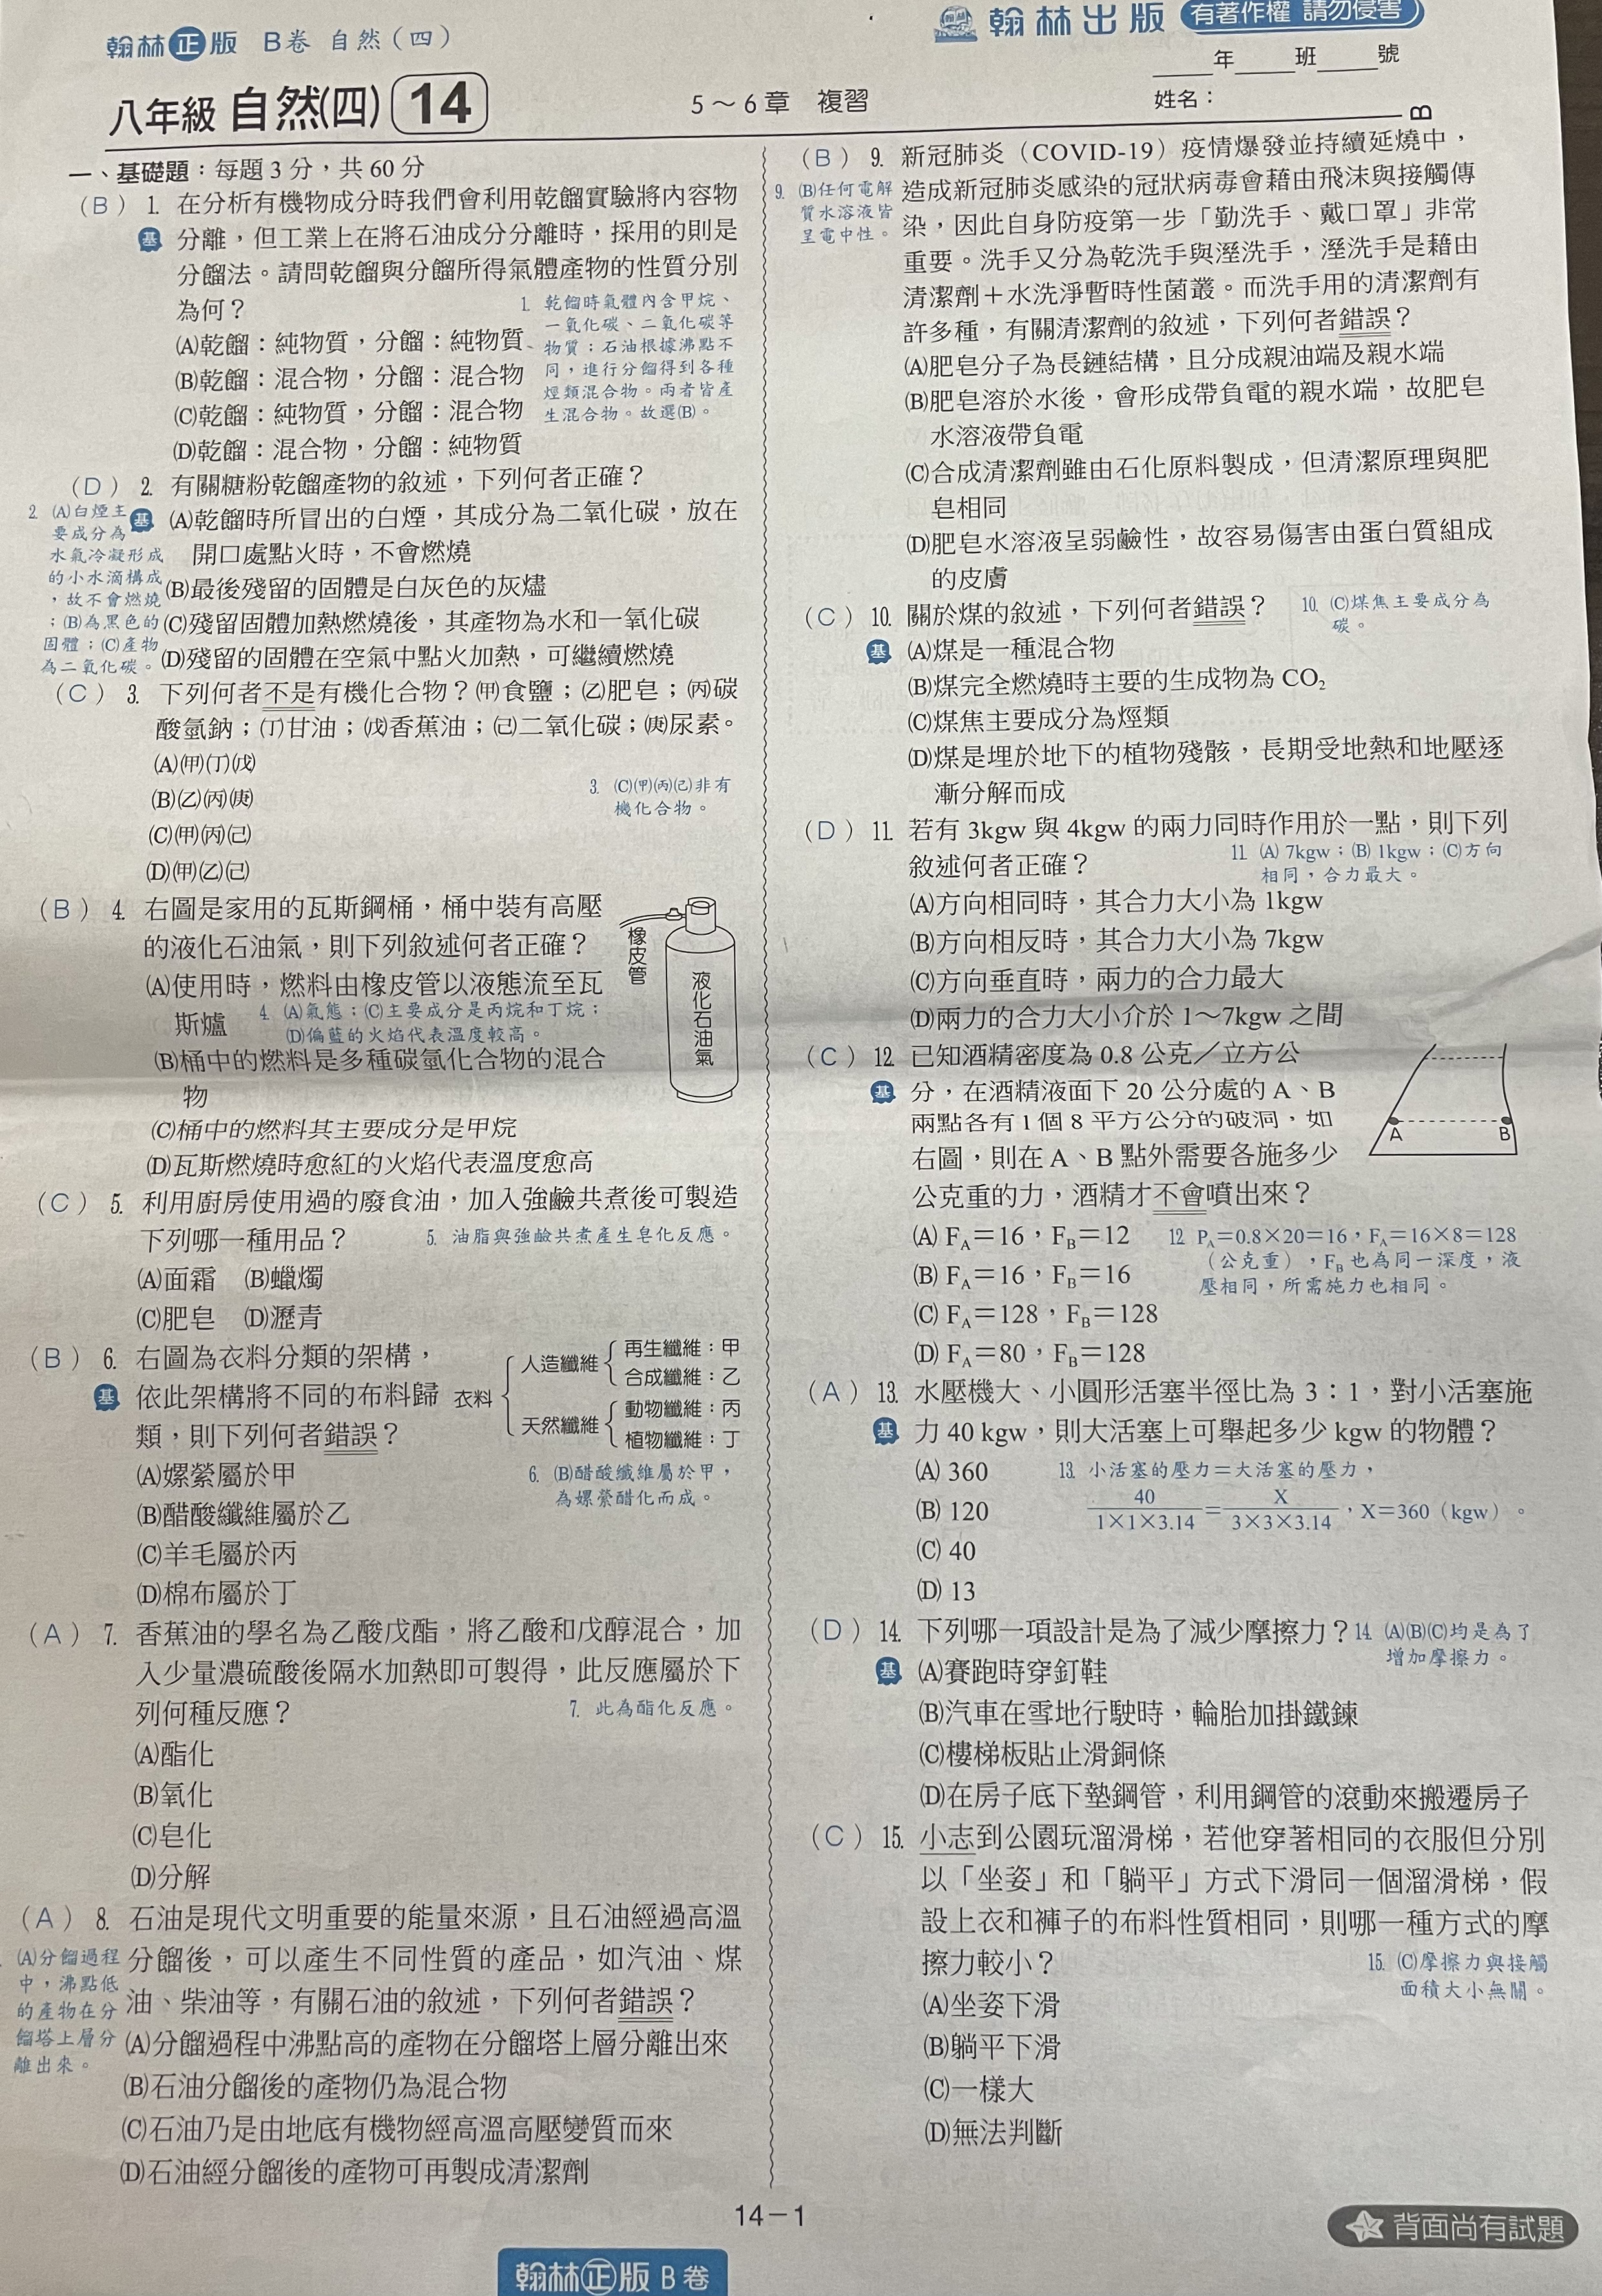 翰林正版 B卷 自然(四)
翰林出版 有著作權 請勿侵害
年 班 號
八年級 自然(四) 14
5～6章 複習
姓名：
B
一、基礎題：每題3分，共60分
(B) 1. 在分析有機物成分時我們會利用乾餾實驗將內容物
基 分離，但工業上在將石油成分分離時，採用的則是
分餾法。請問乾餾與分餾所得氣體產物的性質分別
為何？
(A)乾餾：純物質，分餾：純物質
(B)乾餾：混合物，分餾：混合物
(C)乾餾：純物質，分餾：混合物
(D)乾餾：混合物，分餾：純物質
1. 乾餾時氣體內含甲烷、
一氧化碳、二氧化碳等
物質；石油根據沸點不
同，進行分餾得到各種
烴類混合物。兩者皆產
生混合物。故選(B)。
(D) 2. 有關糖粉乾餾產物的敘述，下列何者正確？
基 (A)乾餾時所冒出的白煙，其成分為二氧化碳，放在
開口處點火時，不會燃燒
(B)最後殘留的固體是白灰色的灰燼
(C)殘留固體加熱燃燒後，其產物為水和一氧化碳
(D)殘留的固體在空氣中點火加熱，可繼續燃燒
2. (A)白煙主
要成分為
水氣冷凝形成
的小水滴構成
，故不會燃燒
；(B)為黑色的
固體；(C)產物
為二氧化碳。
(C) 3. 下列何者不是有機化合物？(甲)食鹽；(乙)肥皂；(丙)碳
酸氫鈉；(丁)甘油；(戊)香蕉油；(己)二氧化碳；(庚)尿素。
(A)(甲)(丁)(戊)
(B)(乙)(丙)(庚)
(C)(甲)(丙)(己)
(D)(甲)(乙)(己)
3. (C)(甲)(丙)(己)非有
機化合物。
(B) 4. 右圖是家用的瓦斯鋼桶，桶中裝有高壓
的液化石油氣，則下列敘述何者正確？
(A)使用時，燃料由橡皮管以液態流至瓦
斯爐
(B)桶中的燃料是多種碳氫化合物的混合
物
(C)桶中的燃料其主要成分是甲烷
(D)瓦斯燃燒時愈紅的火焰代表溫度愈高
4. (A)氣態；(C)主要成分是丙烷和丁烷；
(D)偏藍的火焰代表溫度較高。
橡皮管
液化石油氣
(C) 5. 利用廚房使用過的廢食油，加入強鹼共煮後可製造
下列哪一種用品？
5. 油脂與強鹼共煮產生皂化反應。
(A)面霜 (B)蠟燭
(C)肥皂 (D)瀝青
(B) 6. 右圖為衣料分類的架構，
基 依此架構將不同的布料歸
類，則下列何者錯誤？
衣料
人造纖維
再生纖維：甲
合成纖維：乙
天然纖維
動物纖維：丙
植物纖維：丁
(A)嫘縈屬於甲
(B)醋酸纖維屬於乙
(C)羊毛屬於丙
(D)棉布屬於丁
6. (B)醋酸纖維屬於甲，
為嫘縈醋化而成。
(A) 7. 香蕉油的學名為乙酸戊酯，將乙酸和戊醇混合，加
入少量濃硫酸後隔水加熱即可製得，此反應屬於下
列何種反應？
7. 此為酯化反應。
(A)酯化
(B)氧化
(C)皂化
(D)分解
(A) 8. 石油是現代文明重要的能量來源，且石油經過高溫
分餾後，可以產生不同性質的產品，如汽油、煤
油、柴油等，有關石油的敘述，下列何者錯誤？
(A)分餾過程中沸點高的產物在分餾塔上層分離出來
(B)石油分餾後的產物仍為混合物
(C)石油乃是由地底有機物經高溫高壓變質而來
(D)石油經分餾後的產物可再製成清潔劑
(A)分餾過程
中，沸點低
的產物在分
餾塔上層分
離出來。
(B) 9. 新冠肺炎（COVID-19）疫情爆發並持續延燒中，
造成新冠肺炎感染的冠狀病毒會藉由飛沫與接觸傳
染，因此自身防疫第一步「勤洗手、戴口罩」非常
重要。洗手又分為乾洗手與溼洗手，溼洗手是藉由
清潔劑＋水洗淨暫時性菌叢。而洗手用的清潔劑有
許多種，有關清潔劑的敘述，下列何者錯誤？
(A)肥皂分子為長鏈結構，且分成親油端及親水端
(B)肥皂溶於水後，會形成帶負電的親水端，故肥皂
水溶液帶負電
(C)合成清潔劑雖由石化原料製成，但清潔原理與肥
皂相同
(D)肥皂水溶液呈弱鹼性，故容易傷害由蛋白質組成
的皮膚
9. (B)任何電解
質水溶液皆
呈電中性。
(C) 10. 關於煤的敘述，下列何者錯誤？
基 (A)煤是一種混合物
(B)煤完全燃燒時主要的生成物為 CO₂
(C)煤焦主要成分為烴類
(D)煤是埋於地下的植物殘骸，長期受地熱和地壓逐
漸分解而成
10. (C)煤焦主要成分為
碳。
(D) 11. 若有 3kgw 與 4kgw 的兩力同時作用於一點，則下列
敘述何者正確？
11. (A) 7kgw；(B) 1kgw；(C)方向
相同，合力最大。
(A)方向相同時，其合力大小為 1kgw
(B)方向相反時，其合力大小為 7kgw
(C)方向垂直時，兩力的合力最大
(D)兩力的合力大小介於 1～7kgw 之間
(C) 12. 已知酒精密度為 0.8 公克／立方公
基 分，在酒精液面下 20 公分處的 A、B
兩點各有 1 個 8 平方公分的破洞，如
右圖，則在 A、B 點外需要各施多少
公克重的力，酒精才不會噴出來？
A B
(A) F_A＝16，F_B＝12
(B) F_A＝16，F_B＝16
(C) F_A＝128，F_B＝128
(D) F_A＝80，F_B＝128
12. P_A＝0.8×20＝16，F_A＝16×8＝128
（公克重），F_B也為同一深度，液
壓相同，所需施力也相同。
(A) 13. 水壓機大、小圓形活塞半徑比為 3：1，對小活塞施
基 力 40 kgw，則大活塞上可舉起多少 kgw 的物體？
(A) 360
(B) 120
(C) 40
(D) 13
13. 小活塞的壓力＝大活塞的壓力，
40/(1×1×3.14)＝X/(3×3×3.14)，X＝360（kgw）。
(D) 14. 下列哪一項設計是為了減少摩擦力？
14. (A)(B)(C)均是為了
增加摩擦力。
基 (A)賽跑時穿釘鞋
(B)汽車在雪地行駛時，輪胎加掛鐵鍊
(C)樓梯板貼止滑銅條
(D)在房子底下墊鋼管，利用鋼管的滾動來搬遷房子
(C) 15. 小志到公園玩溜滑梯，若他穿著相同的衣服但分別
以「坐姿」和「躺平」方式下滑同一個溜滑梯，假
設上衣和褲子的布料性質相同，則哪一種方式的摩
擦力較小？
15. (C)摩擦力與接觸
面積大小無關。
(A)坐姿下滑
(B)躺平下滑
(C)一樣大
(D)無法判斷
14－1
背面尚有試題
翰林正版 B卷